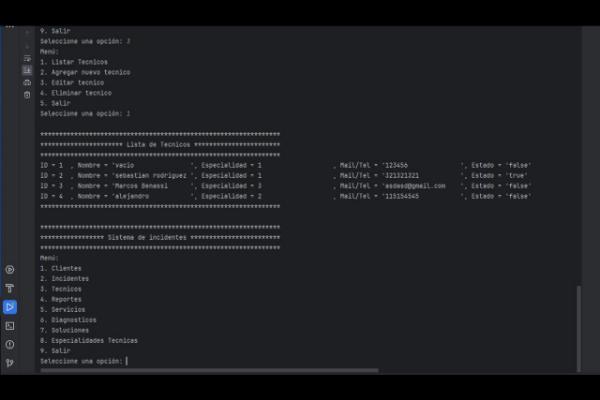 9. Salir
Seleccione una opción: 3
Menú:
1. Listar Tecnicos
2. Agregar nuevo tecnico
3. Editar tecnico
4. Eliminar tecnico
5. Salir
Seleccione una opción: 1
****************************************************************
********************** Lista de Tecnicos ***********************
****************************************************************
ID = 1 , Nombre = 'vacio ', Especialidad = 1 , Mail/Tel = '123456 ', Estado = 'false'
ID = 2 , Nombre = 'sebastian rodriguez ', Especialidad = 1 , Mail/Tel = '321321321 ', Estado = 'true'
ID = 3 , Nombre = 'Marcos Benassi ', Especialidad = 3 , Mail/Tel = 'asdasd@gmail.com ', Estado = 'false'
ID = 4 , Nombre = 'alejandro ', Especialidad = 2 , Mail/Tel = '115154545 ', Estado = 'false'
****************************************************************
****************************************************************
***************** Sistema de incidentes ************************
****************************************************************
Menú:
1. Clientes
2. Incidentes
3. Tecnicos
4. Reportes
5. Servicios
6. Diagnosticos
7. Soluciones
8. Especialidades Tecnicas
9. Salir
Seleccione una opción: